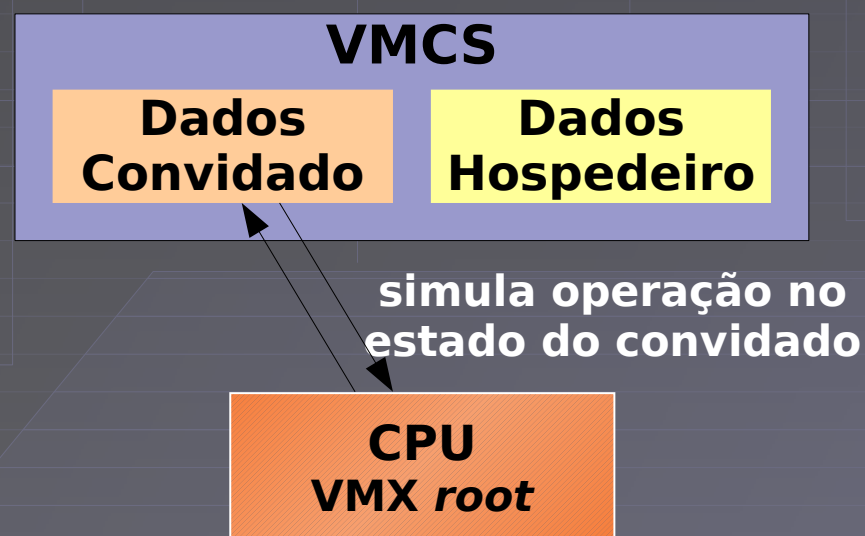 VMCS
Dados
Convidado
Dados
Hospedeiro
simula operação no
estado do convidado
CPU
VMX root